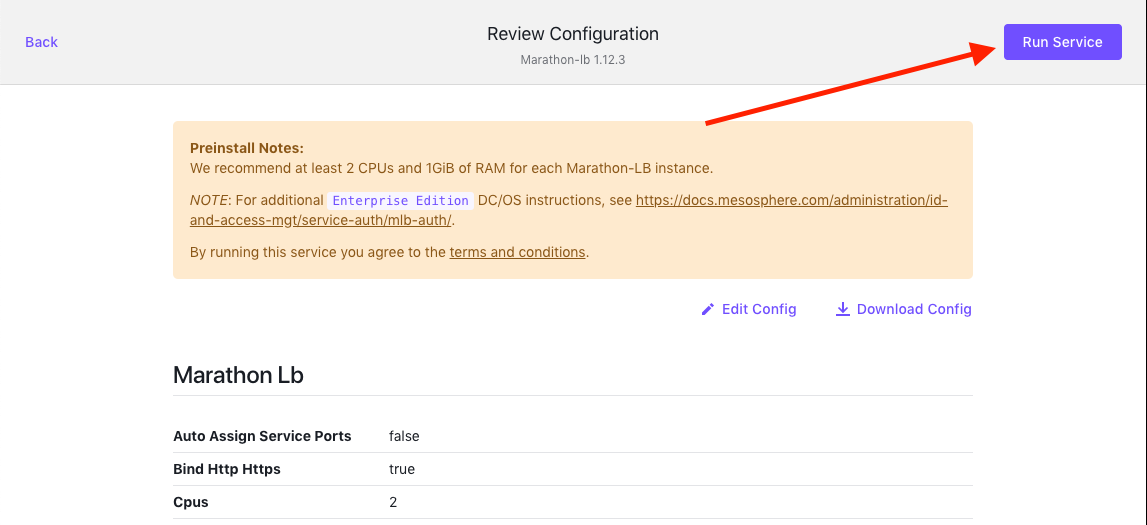 Back
Review Configuration
Marathon-lb 1.12.3
Run Service
Preinstall Notes:
We recommend at least 2 CPUs and 1GiB of RAM for each Marathon-LB instance.
NOTE: For additional Enterprise Edition DC/OS instructions, see https://docs.mesosphere.com/administration/id-
and-access-mgt/service-auth/mlb-auth/.
By running this service you agree to the terms and conditions.
Edit Config
Download Config
Marathon Lb
Auto Assign Service Ports false
Bind Http Https true
Cpus 2